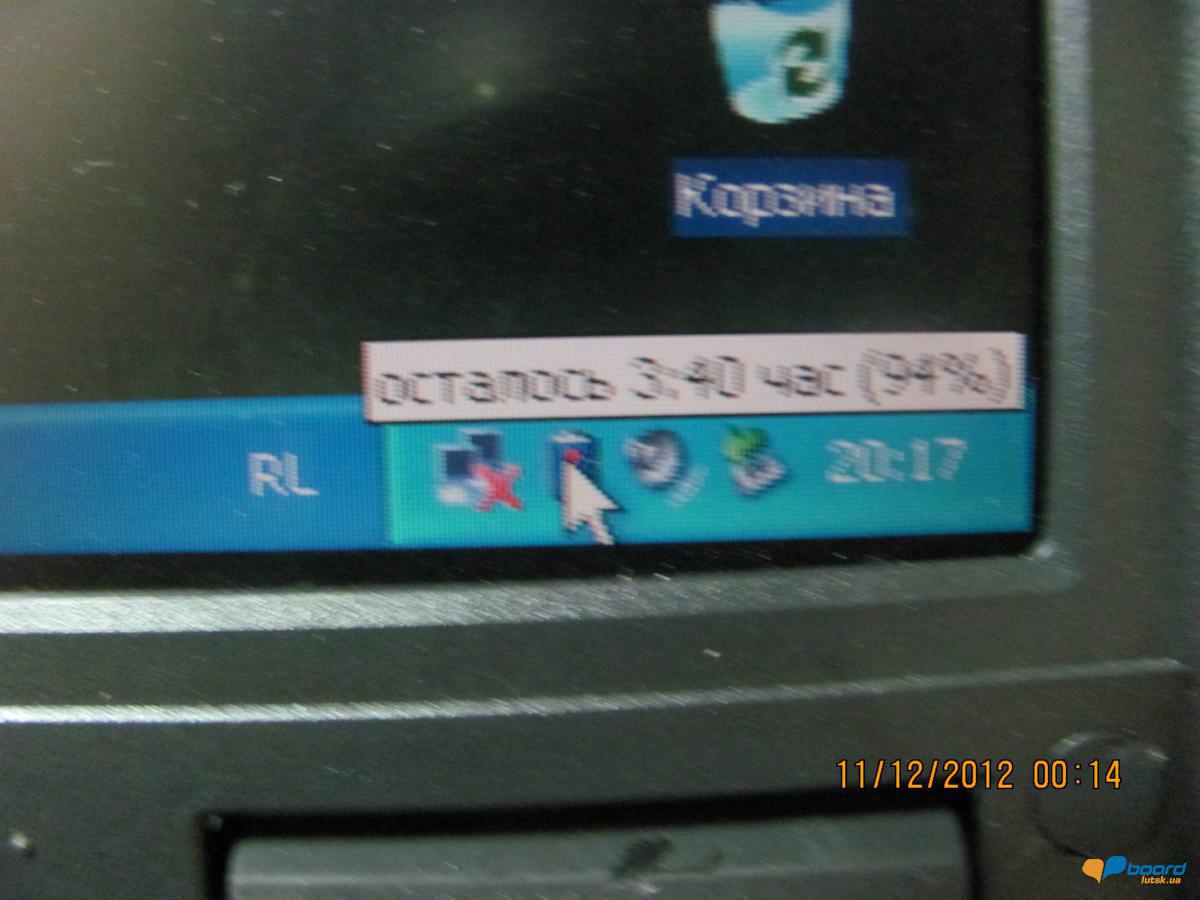 Корзина
осталось 3:40 час (94%)
RL 20:17
11/12/2012 00:14
board
lutsk.ua